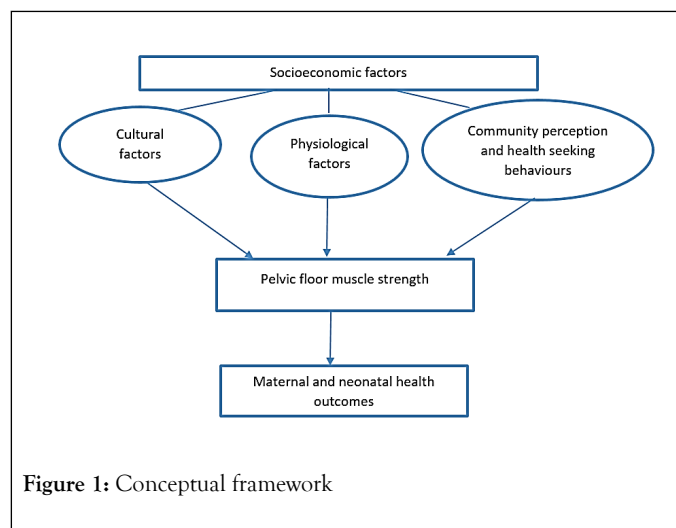 Socioeconomic factors
Cultural
factors
Physiological
factors
Community perception
and health seeking
behaviours
Pelvic floor muscle strength
Maternal and neonatal health
outcomes
Figure 1: Conceptual framework